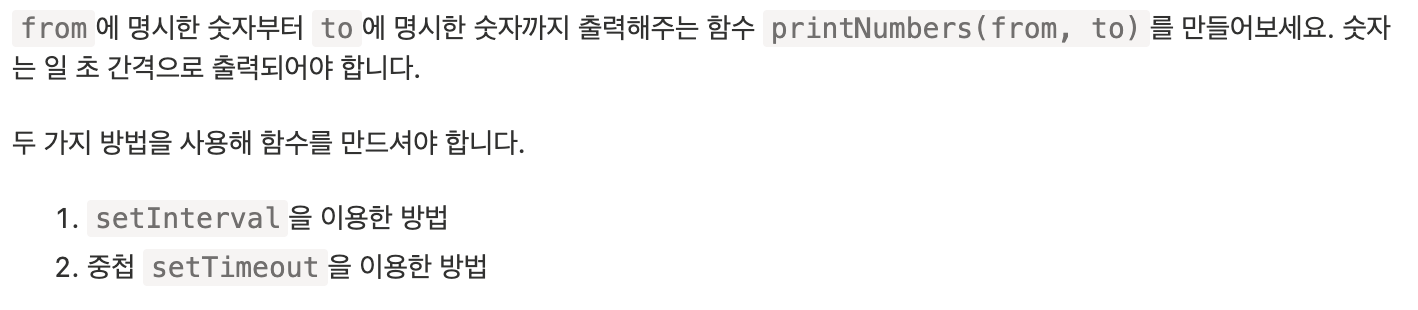 from에 명시한 숫자부터 to에 명시한 숫자까지 출력해주는 함수 printNumbers(from, to)를 만들어보세요. 숫자
는 일 초 간격으로 출력되어야 합니다.
두 가지 방법을 사용해 함수를 만드셔야 합니다.
1. setInterval을 이용한 방법
2. 중첩 setTimeout을 이용한 방법